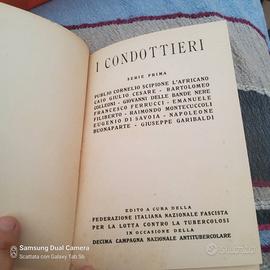 I CONDOTTIERI
SERIE PRIMA
PUBLIO CORNELIO SCIPIONE L'AFRICANO
CAIO GIULIO CESARE - BARTOLOMEO
COLLEONI - GIOVANNI DELLE BANDE NERE
FRANCESCO FERRUCCI - EMANUELE
FILIBERTO - RAIMONDO MONTECUCCOLI
EUGENIO DI SAVOIA - NAPOLEONE
BUONAPARTE - GIUSEPPE GARIBALDI
EDITO A CURA DELLA
FEDERAZIONE ITALIANA NAZIONALE FASCISTA
PER LA LOTTA CONTRO LA TUBERCOLOSI
IN OCCASIONE DELLA
DECIMA CAMPAGNA NAZIONALE ANTITUBERCOLARE
Samsung Dual Camera
Scattata con Galaxy Tab S6
subito